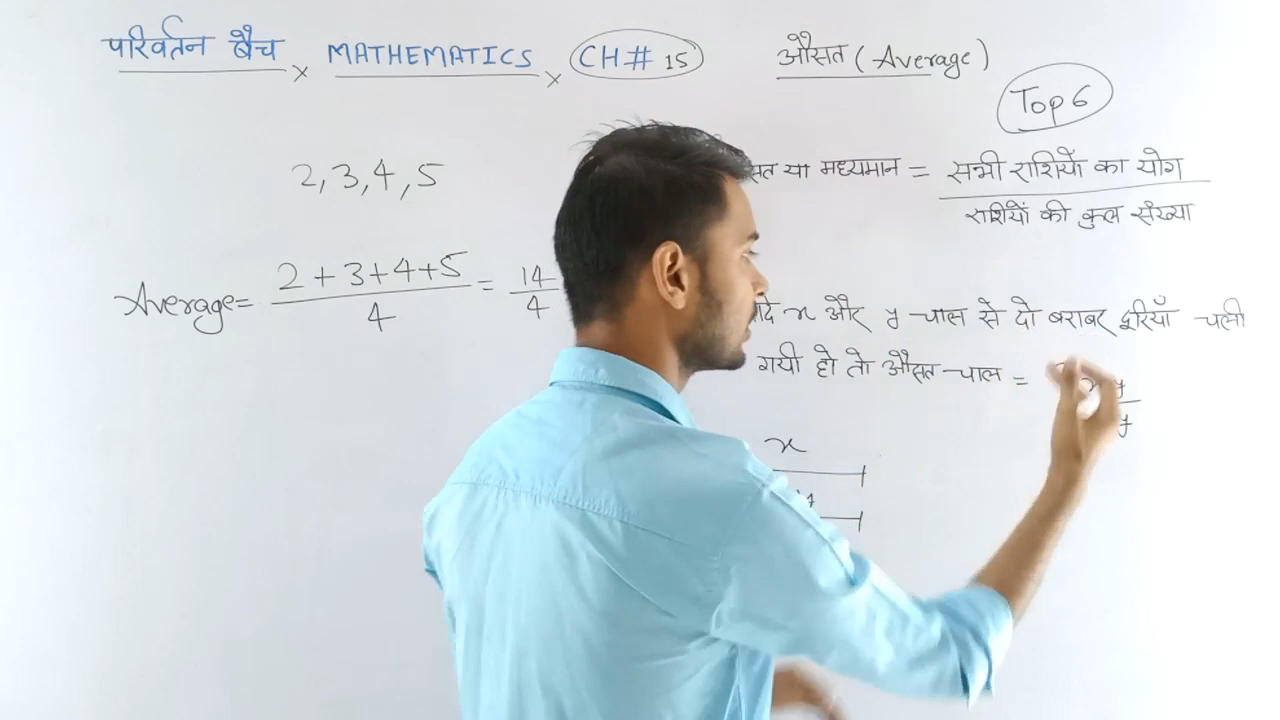 परिवर्तन बैच × MATHEMATICS × CH# 15 औसत (Average)
Top 6
2, 3, 4, 5
Average = 2 + 3 + 4 + 5 / 4 = 14 / 4
या मध्यमान = सभी राशियों का योग / राशियों की कुल संख्या
x और y चाल से दो बराबर दूरियाँ चली
गयी हो तो औसत चाल =
x
y